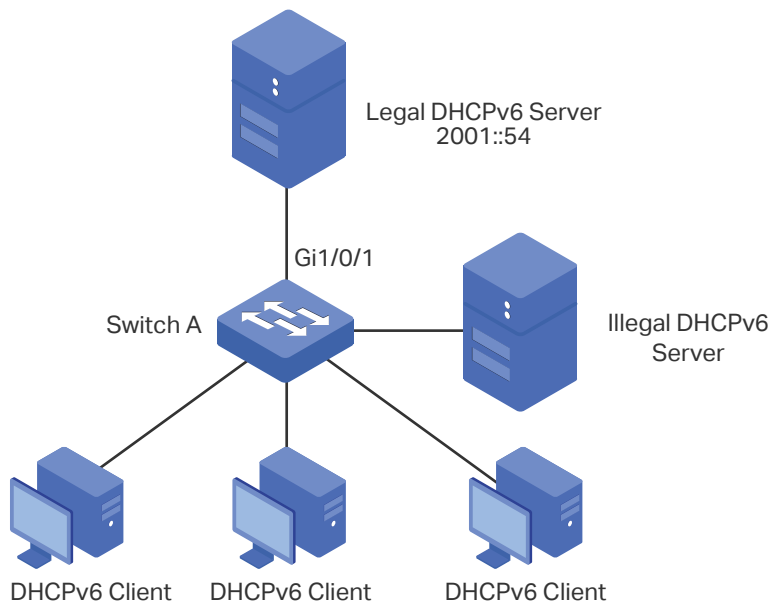 Legal DHCPv6 Server
2001::54
Gi1/0/1
Switch A
Illegal DHCPv6
Server
DHCPv6 Client
DHCPv6 Client
DHCPv6 Client